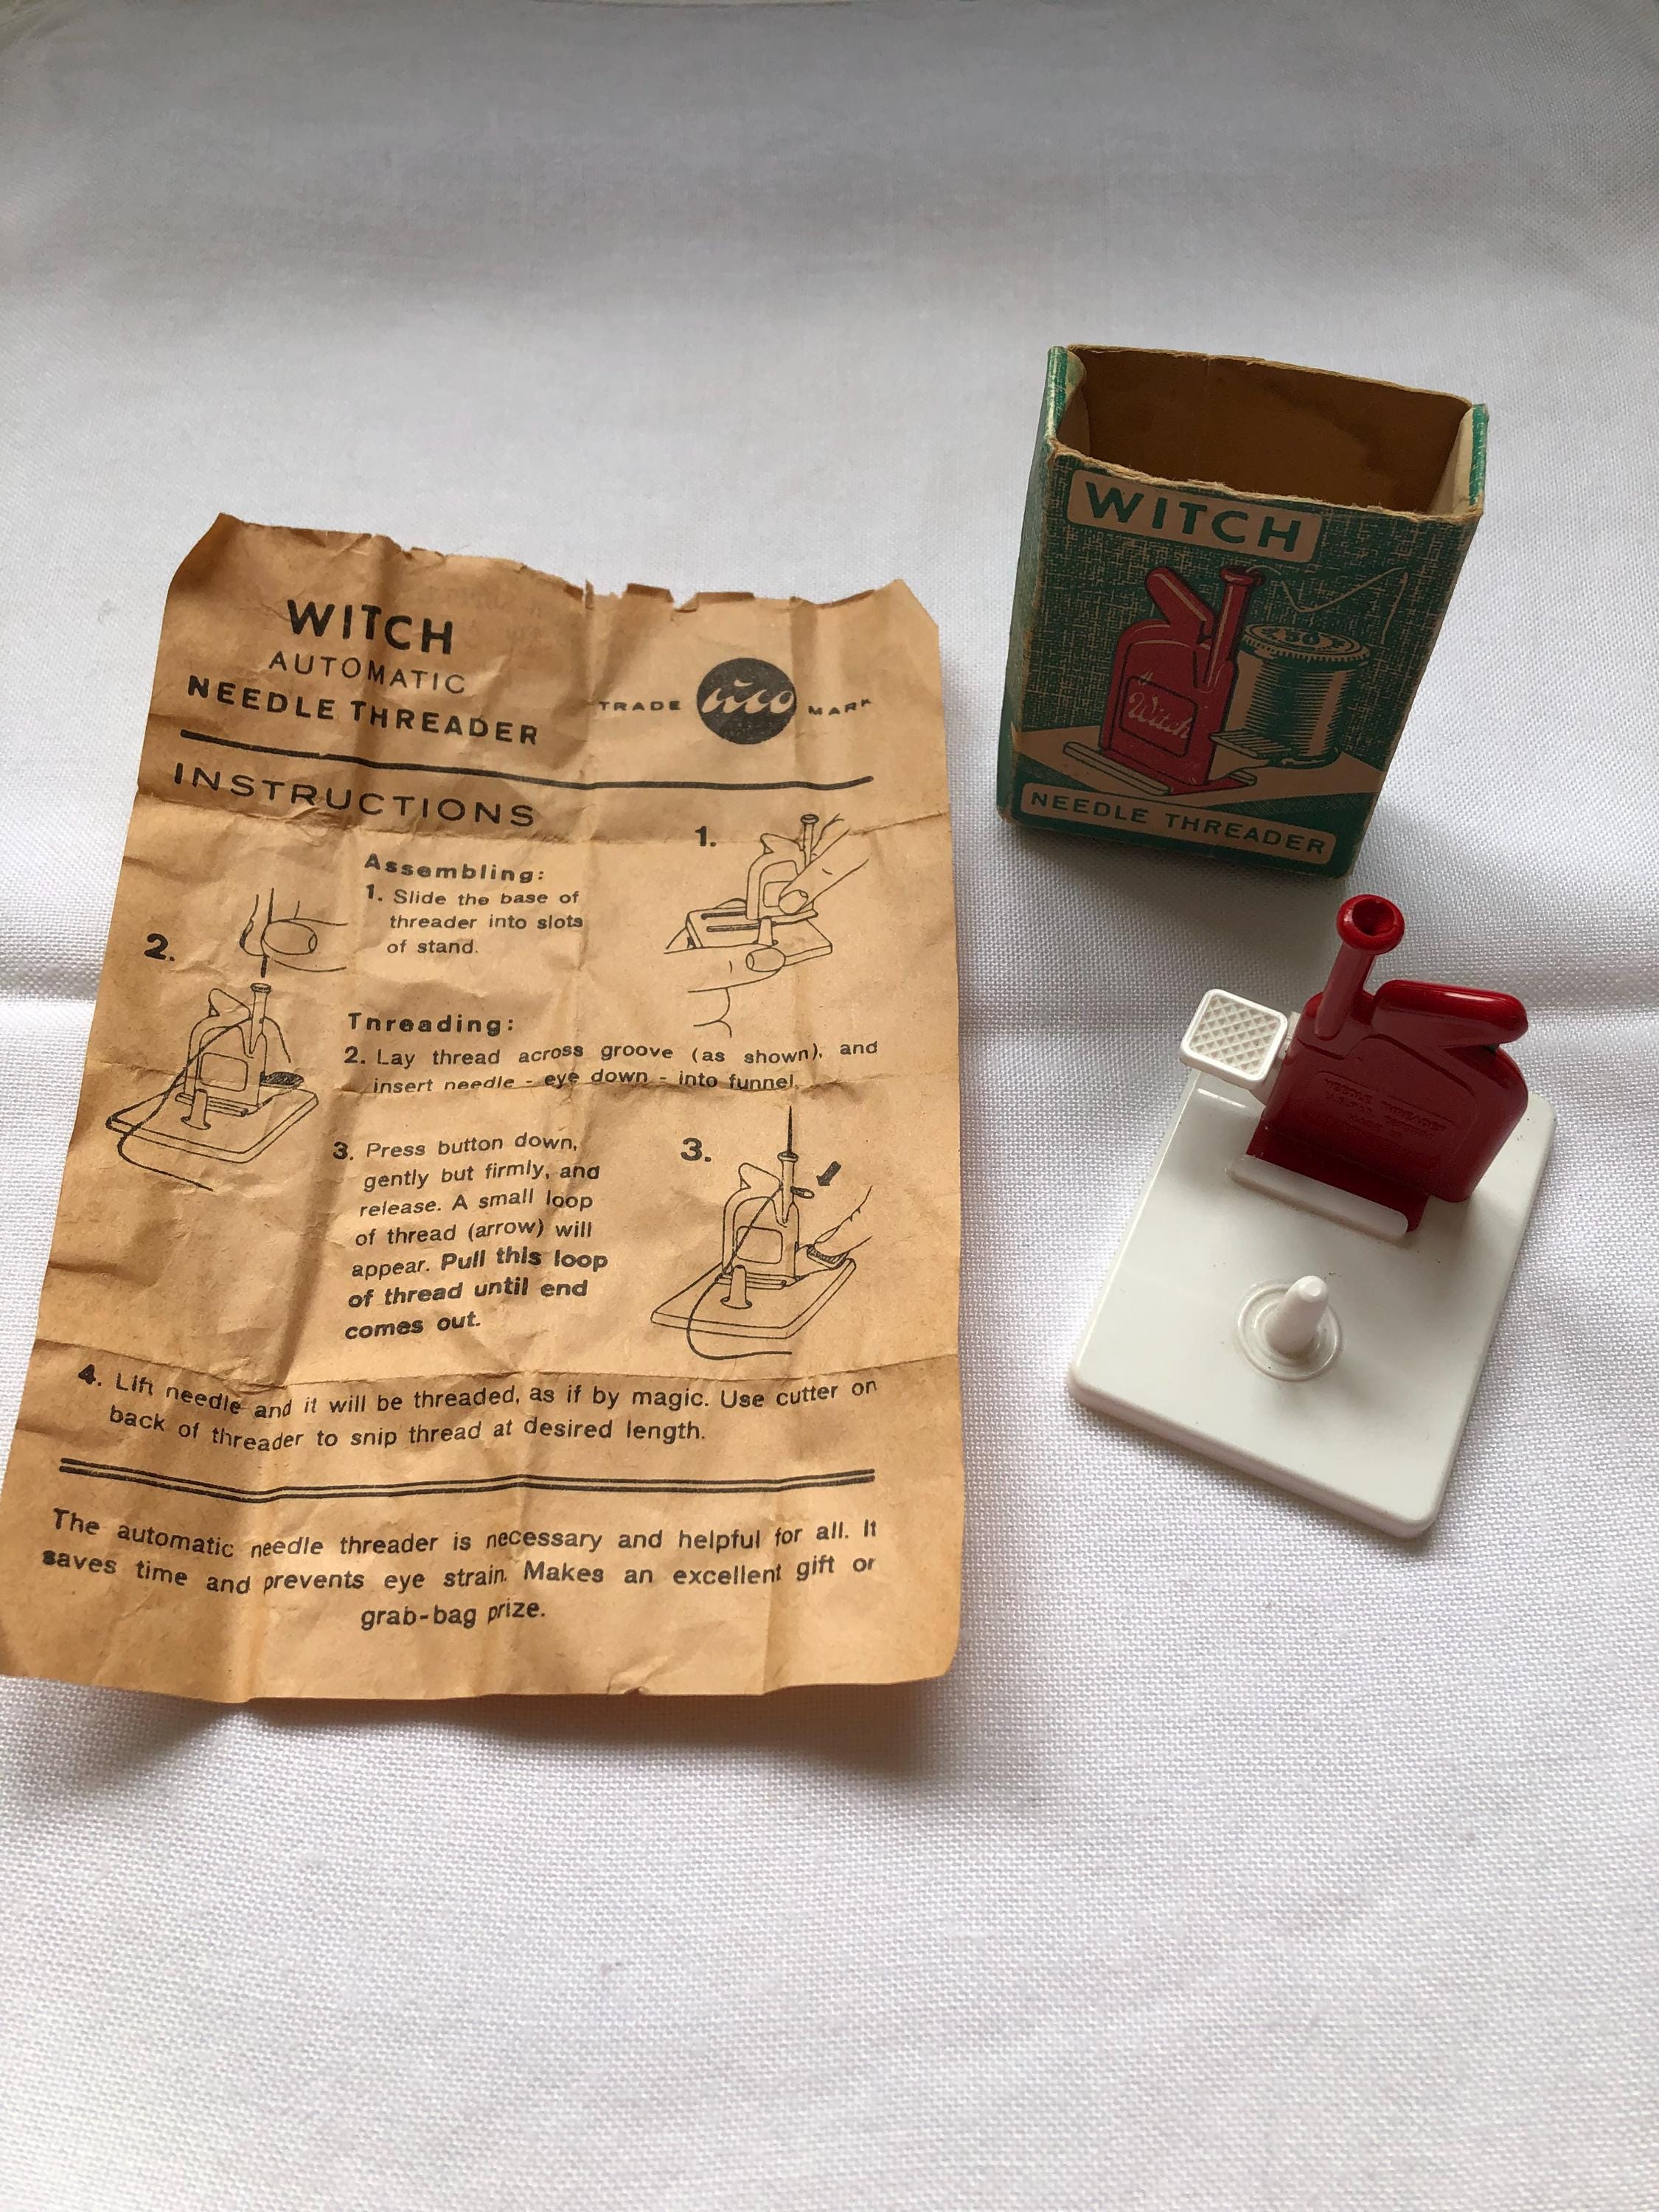 WITCH
AUTOMATIC
NEEDLE THREADER
TRADE MARK
INSTRUCTIONS
1.
Assembling:
1. Slide the base of
threader into slots
of stand.
2.
Tnreading:
2. Lay thread across groove (as shown), and
insert needle - eye down - into funnel.
3. Press button down,
gently but firmly, and
release. A small loop
of thread (arrow) will
appear. Pull this loop
of thread until end
comes out.
3.
4. Lift needle and it will be threaded, as if by magic. Use cutter on
back of threader to snip thread at desired length.
The automatic needle threader is necessary and helpful for all. It
saves time and prevents eye strain. Makes an excellent gift or
grab-bag prize.
WITCH
Witch
NEEDLE THREADER
NEEDLE THREADER